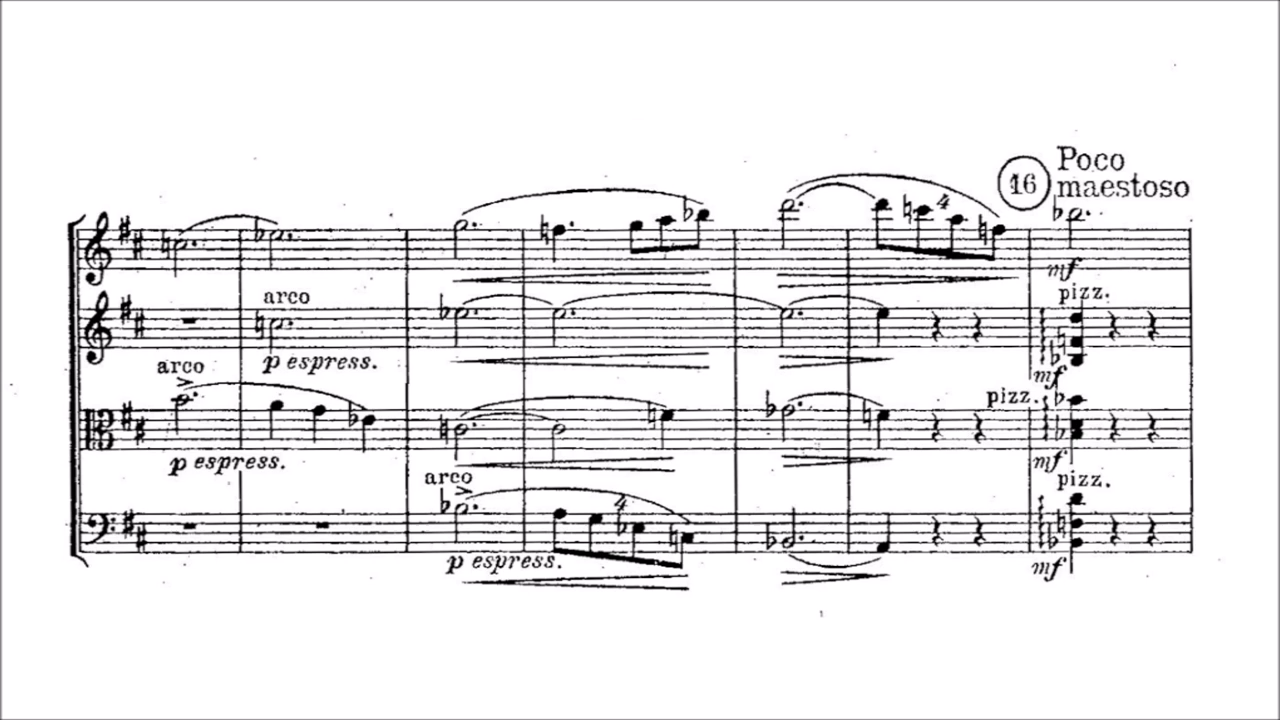 16 Poco
maestoso
4
mf
arco
pizz.
p espress.
mf
arco
pizz.
p espress.
mf
arco
pizz.
4
p espress.
mf